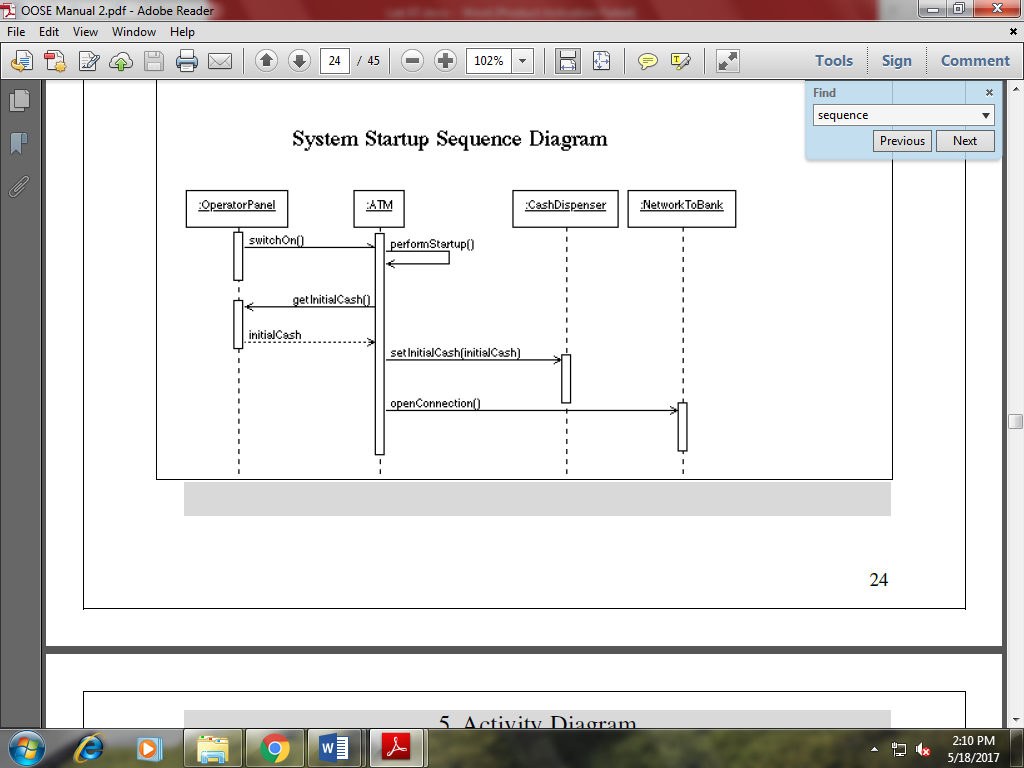 OOSE Manual 2.pdf - Adobe Reader
File Edit View Window Help
24 / 45 102% Tools Sign Comment
Find
sequence
Previous Next
System Startup Sequence Diagram
:OperatorPanel :ATM :CashDispenser :NetworkToBank
switchOn() performStartup()
getInitialCash()
initialCash
setInitialCash(initialCash)
openConnection()
24
5. Activity Diagram
2:10 PM
5/18/2017